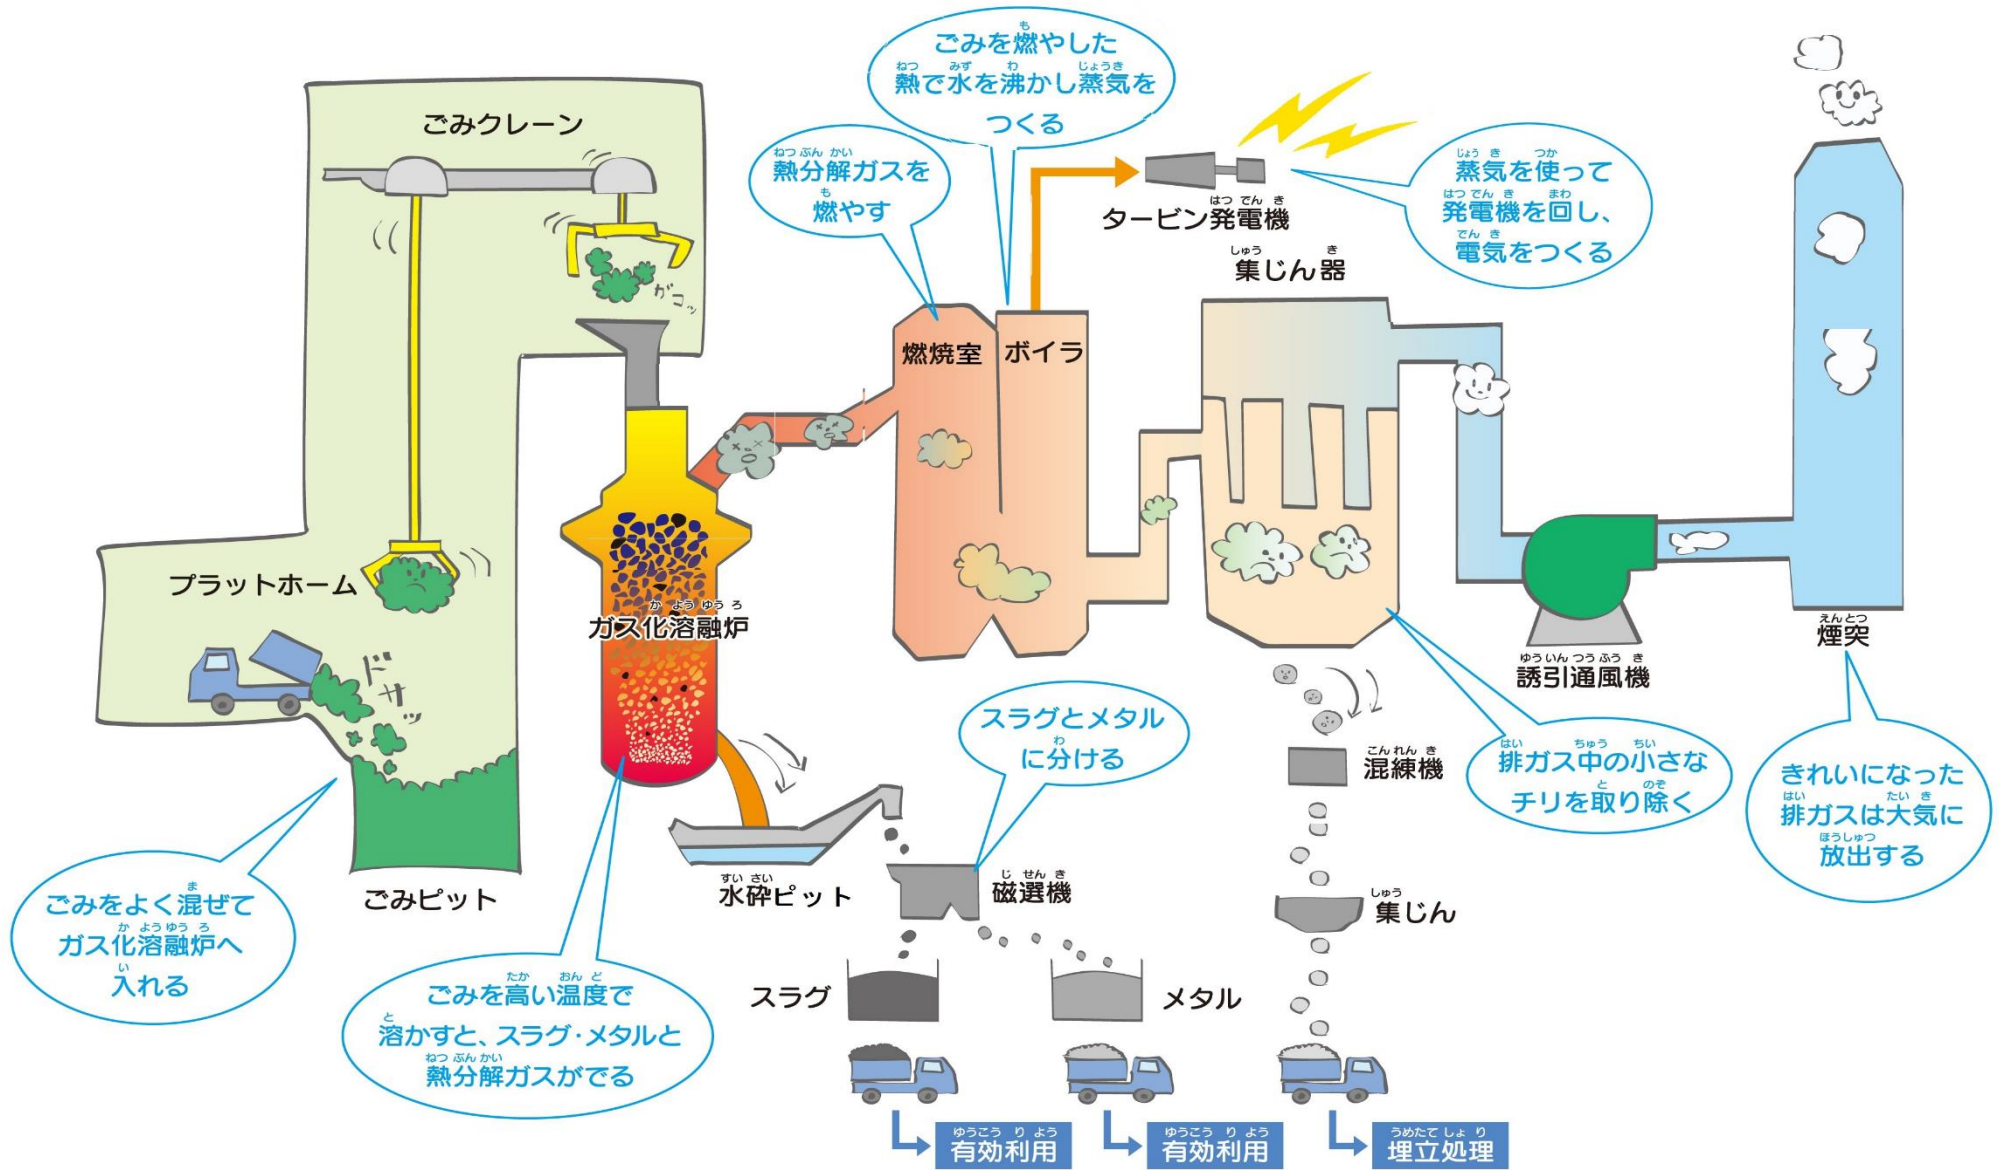 ごみクレーン
がコッ
プラットホーム
ドサッ
ごみピット
ごみをよく混ぜて
ガス化溶融炉へ
入れる
ガス化溶融炉
ごみを高い温度で
溶かすと、スラグ・メタルと
熱分解ガスがでる
熱分解ガスを
燃やす
ごみを燃やした
熱で水を沸かし蒸気を
つくる
燃焼室
ボイラ
タービン発電機
蒸気を使って
発電機を回し、
電気をつくる
集じん器
排ガス中の小さな
チリを取り除く
誘引通風機
煙突
きれいになった
排ガスは大気に
放出する
水砕ピット
スラグとメタル
に分ける
磁選機
スラグ
メタル
混練機
集じん
有効利用
有効利用
埋立処理